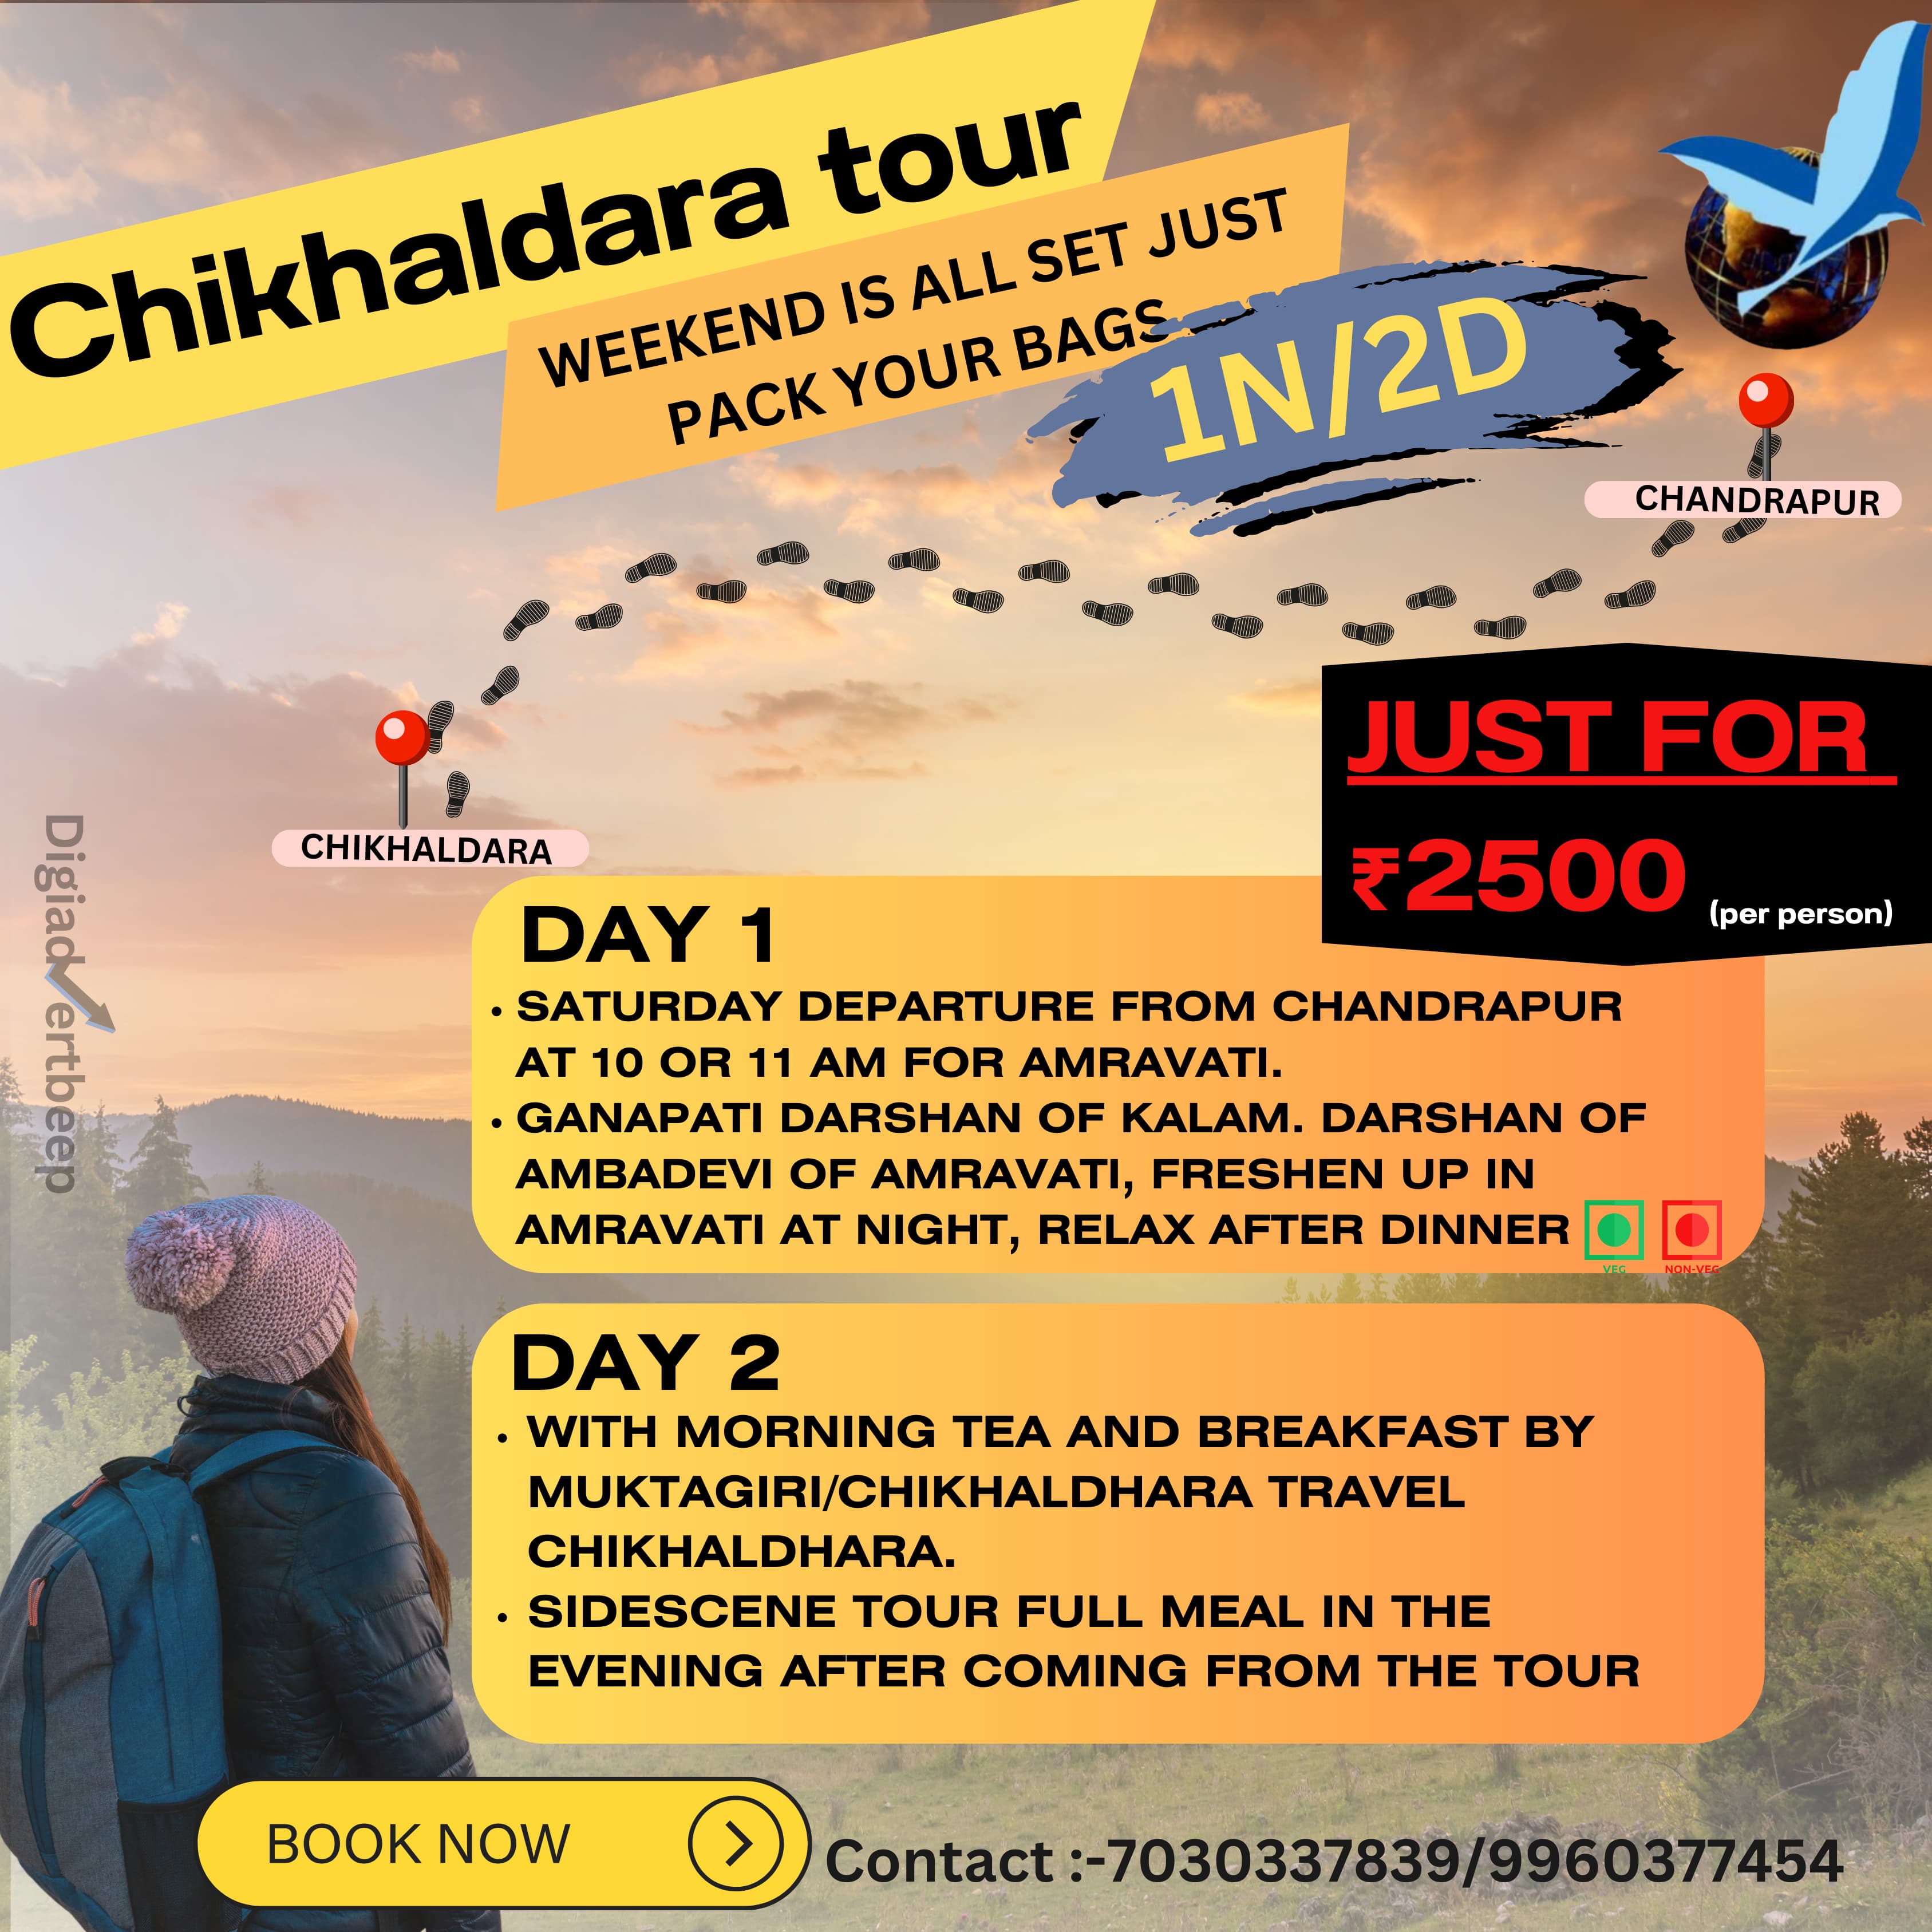 Chikhaldara tour
WEEKEND IS ALL SET JUST
PACK YOUR BAGS
1N/2D
CHANDRAPUR
CHIKHALDARA
JUST FOR
₹2500 (per person)
Digiad ertbeep
DAY 1
• SATURDAY DEPARTURE FROM CHANDRAPUR
AT 10 OR 11 AM FOR AMRAVATI.
• GANAPATI DARSHAN OF KALAM. DARSHAN OF
AMBADEVI OF AMRAVATI, FRESHEN UP IN
AMRAVATI AT NIGHT, RELAX AFTER DINNER
VEG NON-VEG
DAY 2
• WITH MORNING TEA AND BREAKFAST BY
MUKTAGIRI/CHIKHALDHARA TRAVEL
CHIKHALDHARA.
• SIDESCENE TOUR FULL MEAL IN THE
EVENING AFTER COMING FROM THE TOUR
BOOK NOW
Contact :-7030337839/9960377454